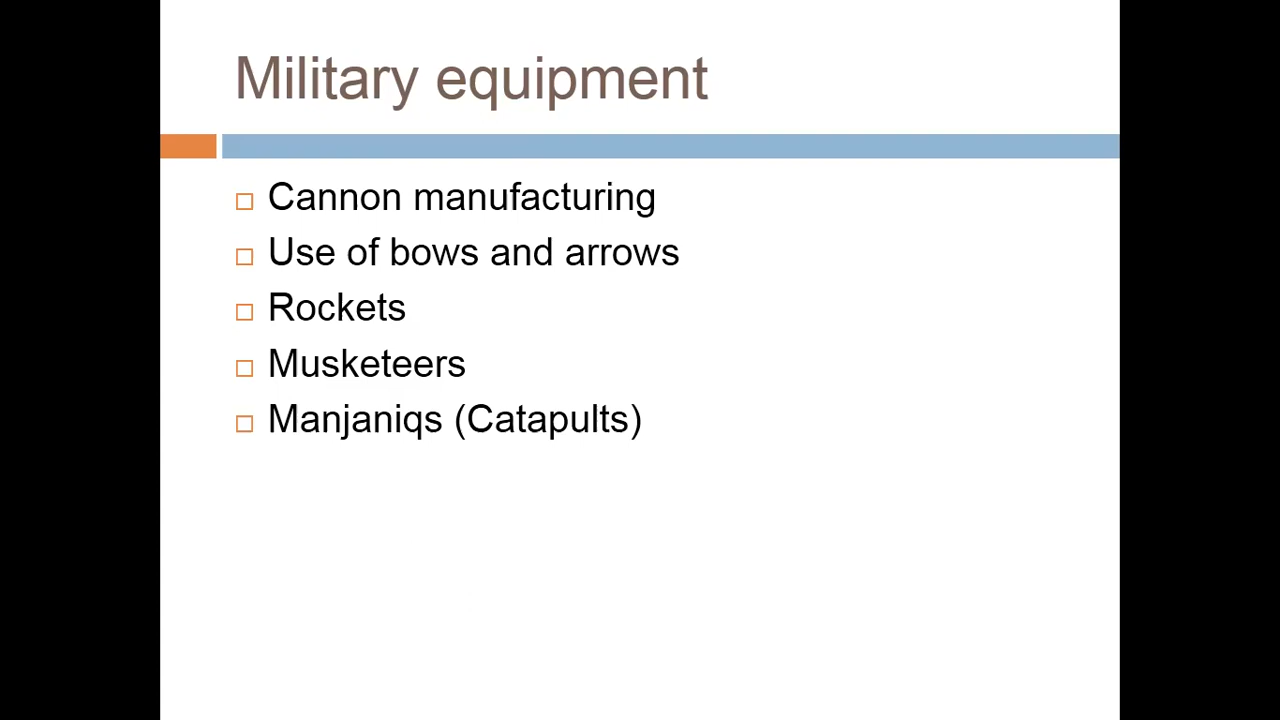 Military equipment
Cannon manufacturing
Use of bows and arrows
Rockets
Musketeers
Manjaniqs (Catapults)